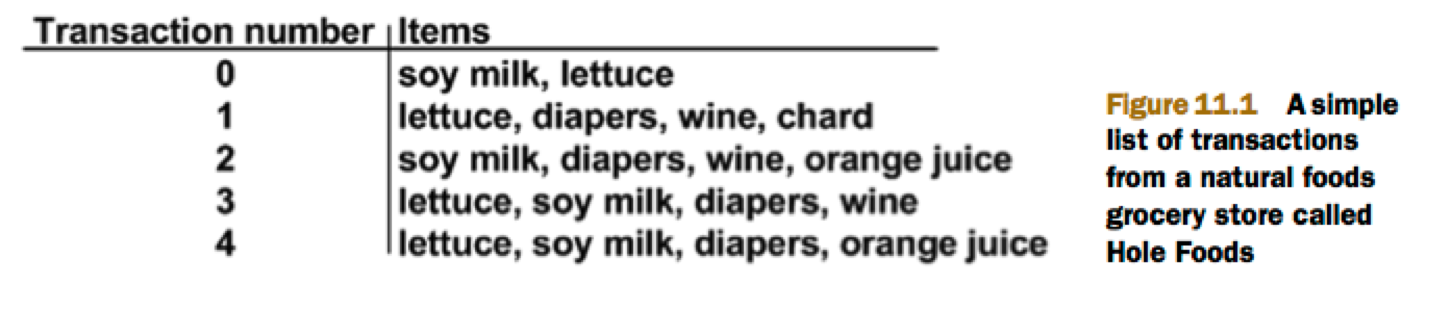 Transaction number Items
0 soy milk, lettuce
1 lettuce, diapers, wine, chard
2 soy milk, diapers, wine, orange juice
3 lettuce, soy milk, diapers, wine
4 lettuce, soy milk, diapers, orange juice
Figure 11.1 A simple
list of transactions
from a natural foods
grocery store called
Hole Foods